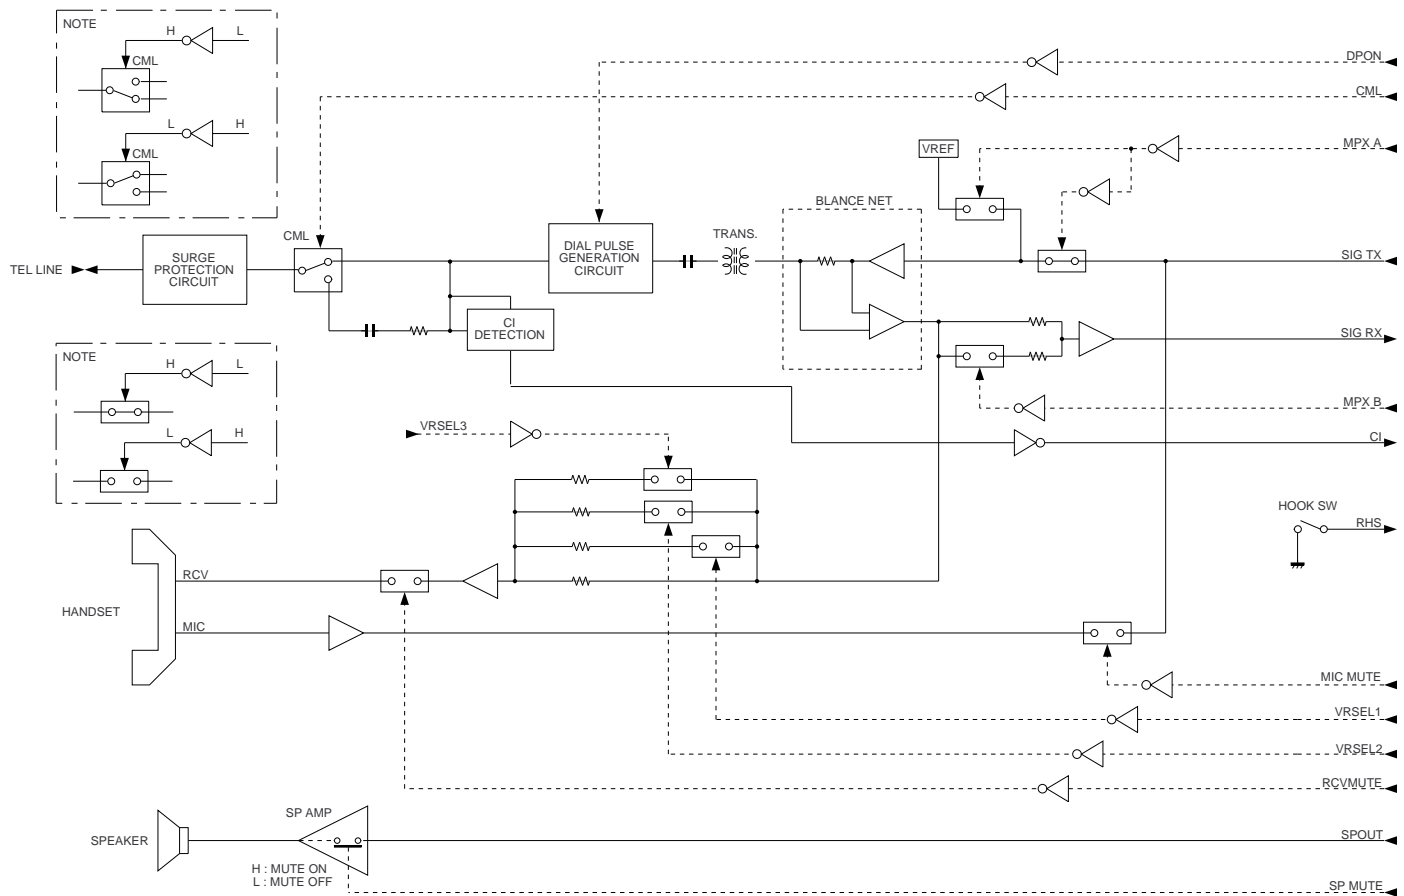 NOTE
H
L
CML
L
H
CML
DPON
CML
MPX A
VREF
BLANCE NET
TRANS.
CML
DIAL PULSE
GENERATION
CIRCUIT
SURGE
PROTECTION
CIRCUIT
TEL LINE
SIG TX
CI
DETECTION
SIG RX
NOTE
H
L
L
H
MPX B
VRSEL3
CI
HOOK SW
RHS
RCV
HANDSET
MIC
MIC MUTE
VRSEL1
VRSEL2
RCVMUTE
SP AMP
SPEAKER
SPOUT
H : MUTE ON
L : MUTE OFF
SP MUTE